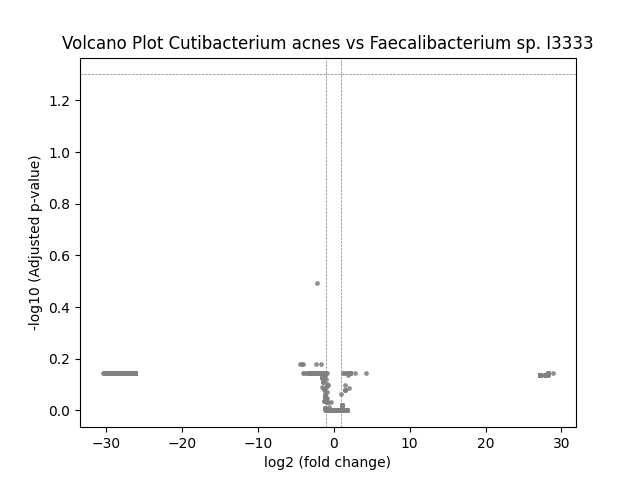 Volcano Plot Cutibacterium acnes vs Faecalibacterium sp. I3333
-log10 (Adjusted p-value)
1.2
1.0
0.8
0.6
0.4
0.2
0.0
−30 −20 −10 0 10 20 30
log2 (fold change)